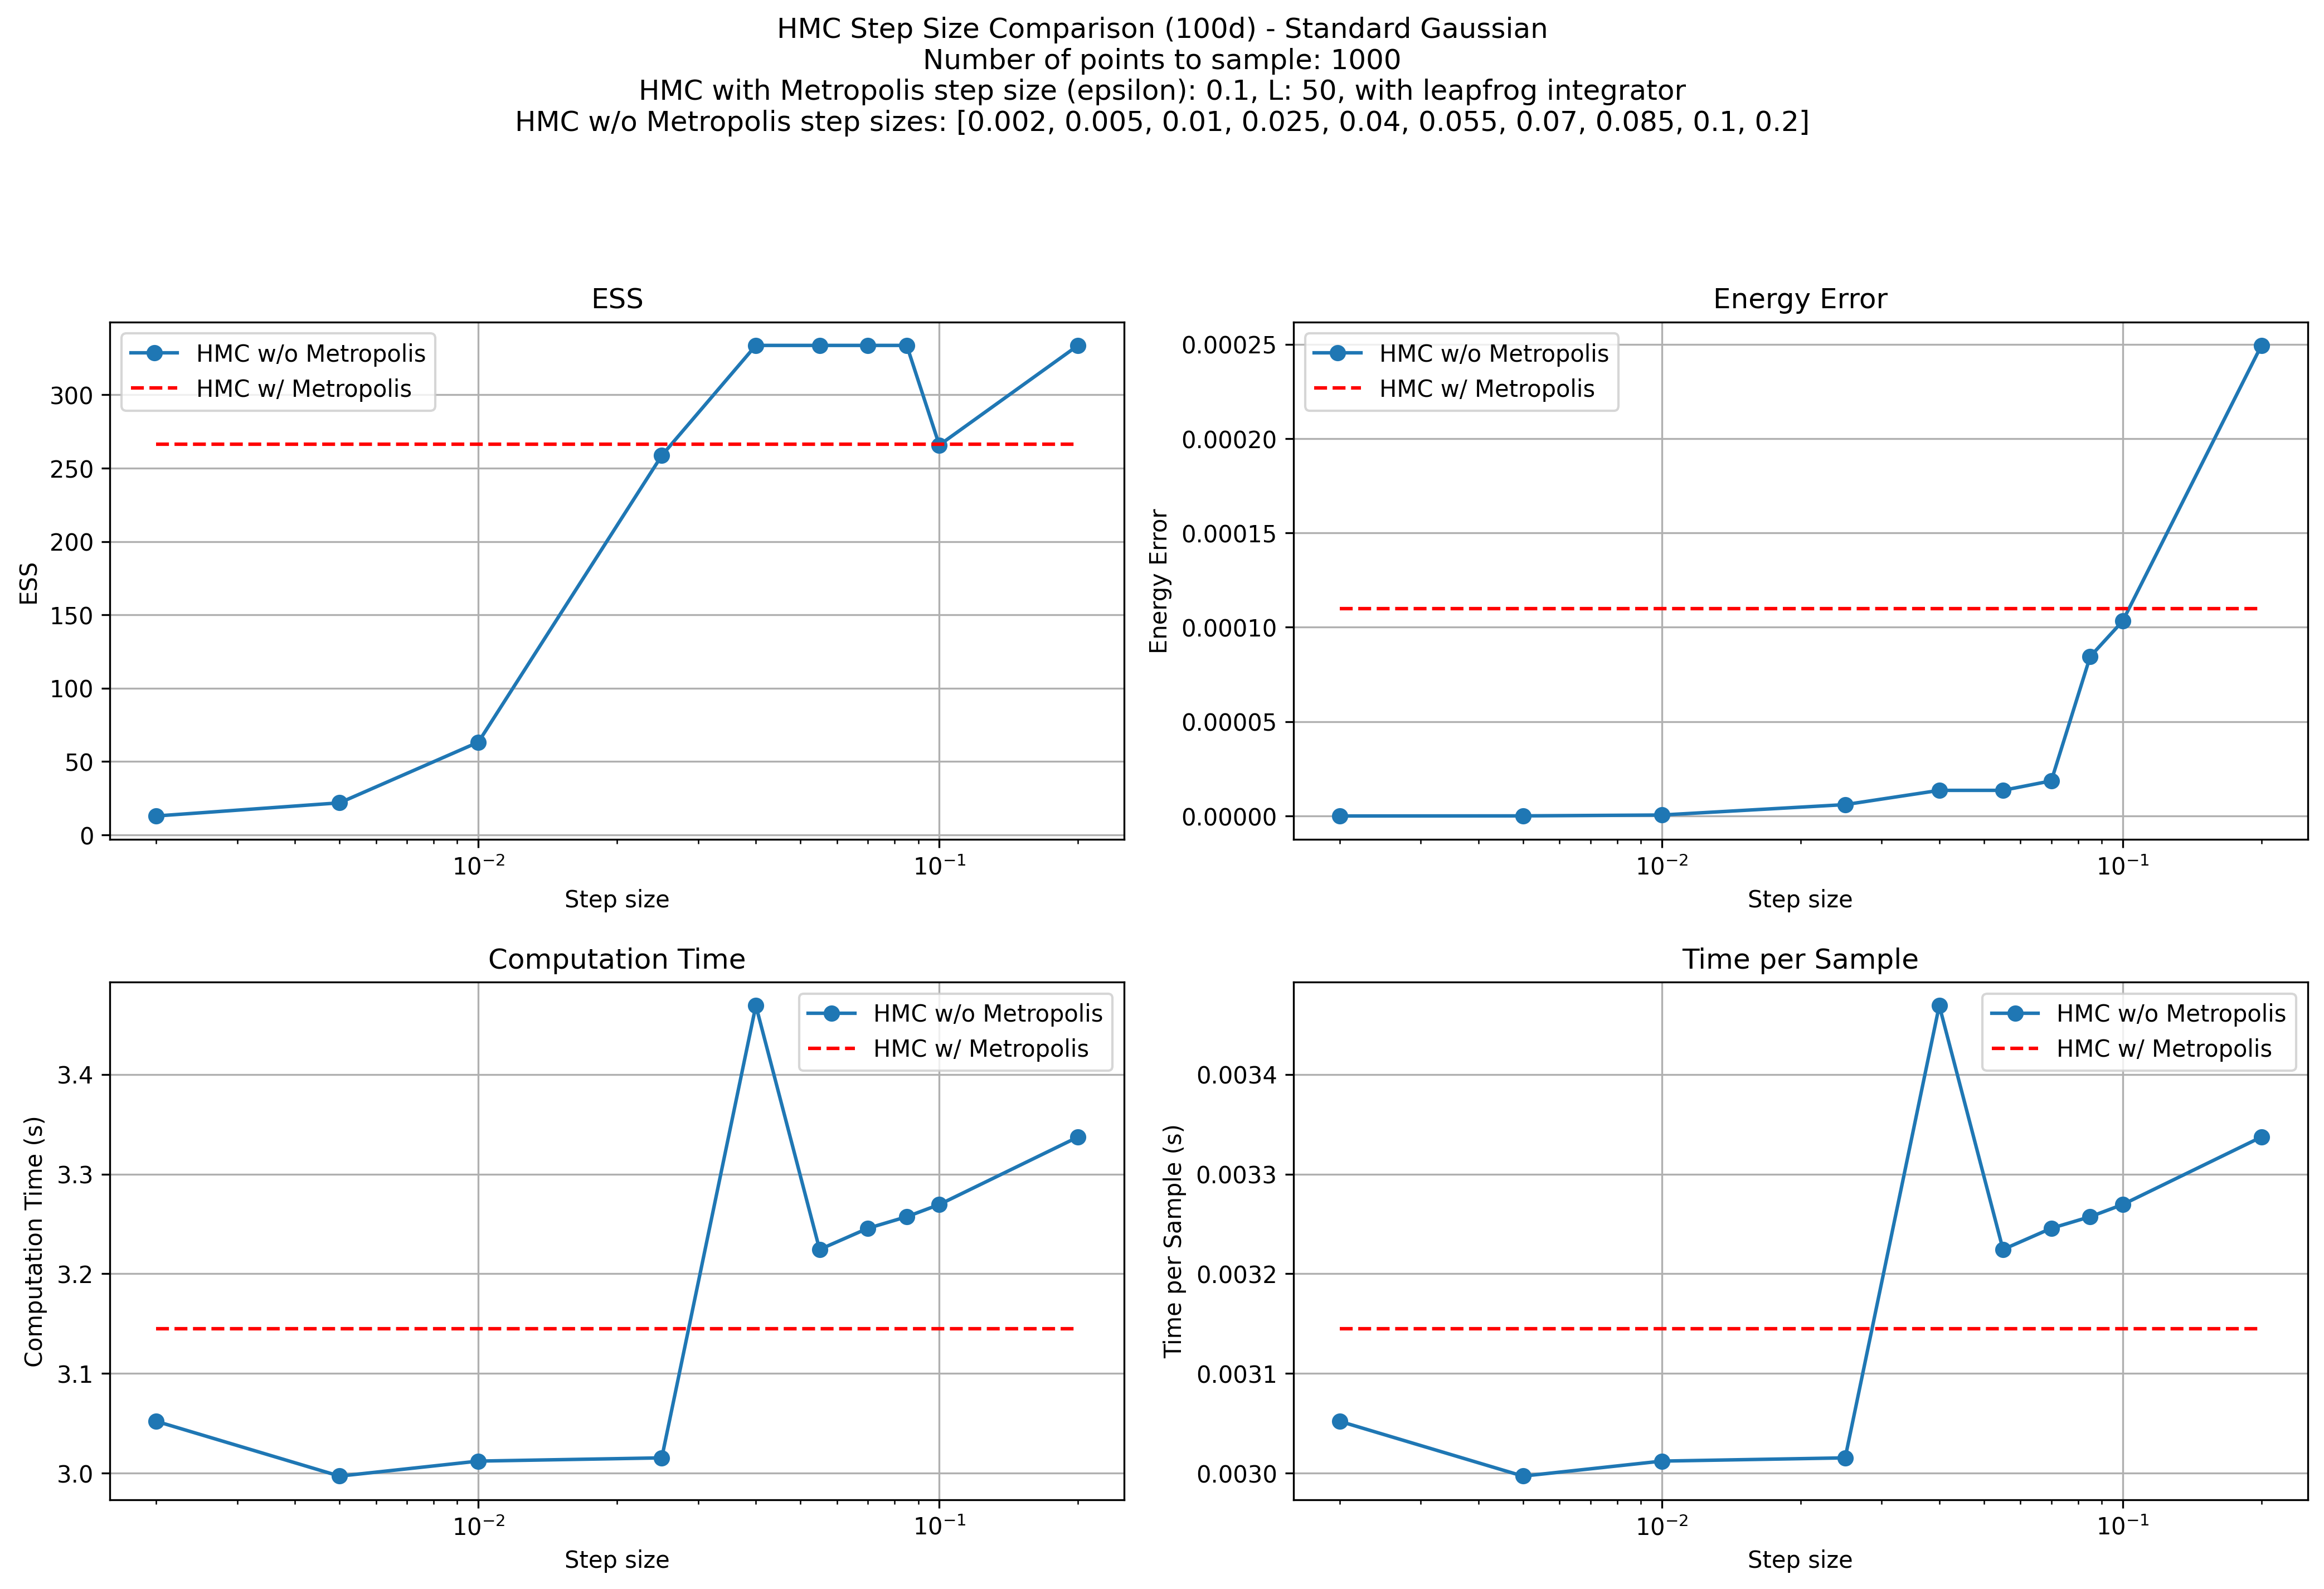 HMC Step Size Comparison (100d) - Standard Gaussian
Number of points to sample: 1000
HMC with Metropolis step size (epsilon): 0.1, L: 50, with leapfrog integrator
HMC w/o Metropolis step sizes: [0.002, 0.005, 0.01, 0.025, 0.04, 0.055, 0.07, 0.085, 0.1, 0.2]
ESS
HMC w/o Metropolis
HMC w/ Metropolis
ESS
300
250
200
150
100
50
0
10⁻²
10⁻¹
Step size
Energy Error
HMC w/o Metropolis
HMC w/ Metropolis
Energy Error
0.00025
0.00020
0.00015
0.00010
0.00005
0.00000
10⁻²
10⁻¹
Step size
Computation Time
HMC w/o Metropolis
HMC w/ Metropolis
Computation Time (s)
3.4
3.3
3.2
3.1
3.0
10⁻²
10⁻¹
Step size
Time per Sample
HMC w/o Metropolis
HMC w/ Metropolis
Time per Sample (s)
0.0034
0.0033
0.0032
0.0031
0.0030
10⁻²
10⁻¹
Step size